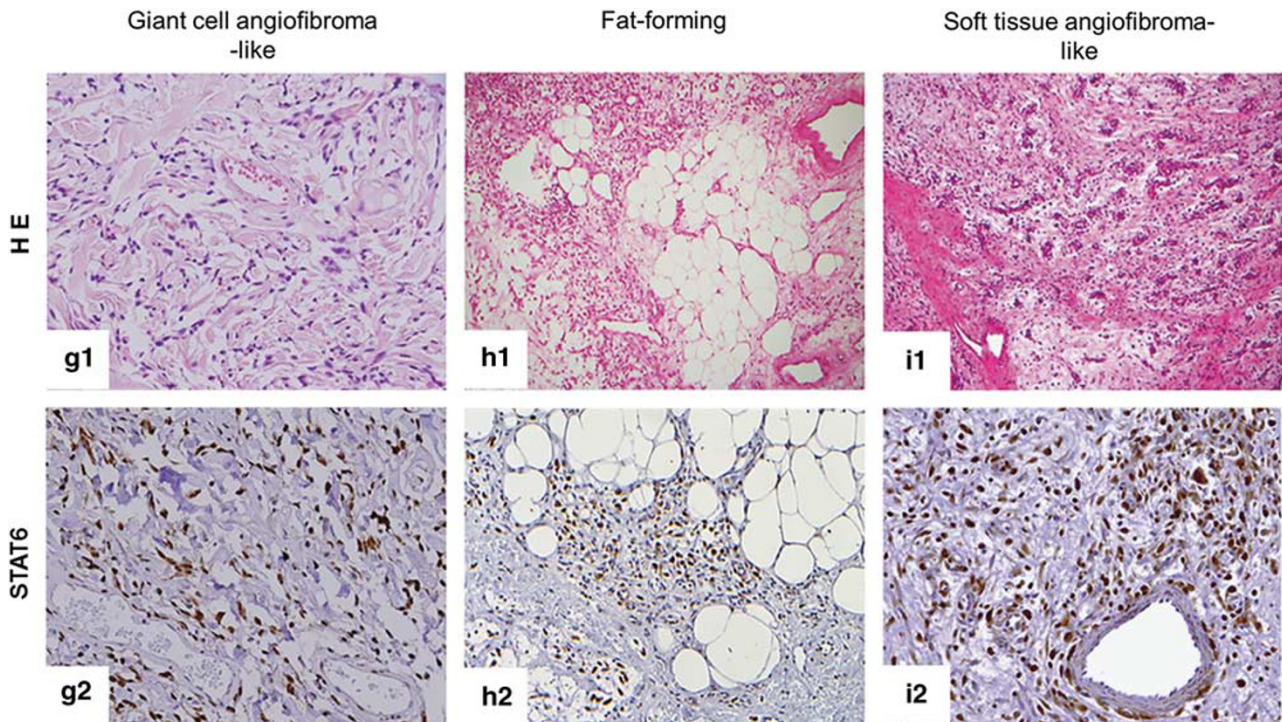 Giant cell angiofibroma
-like
Fat-forming
Soft tissue angiofibroma-
like
H E
g1
h1
i1
STAT6
g2
h2
i2